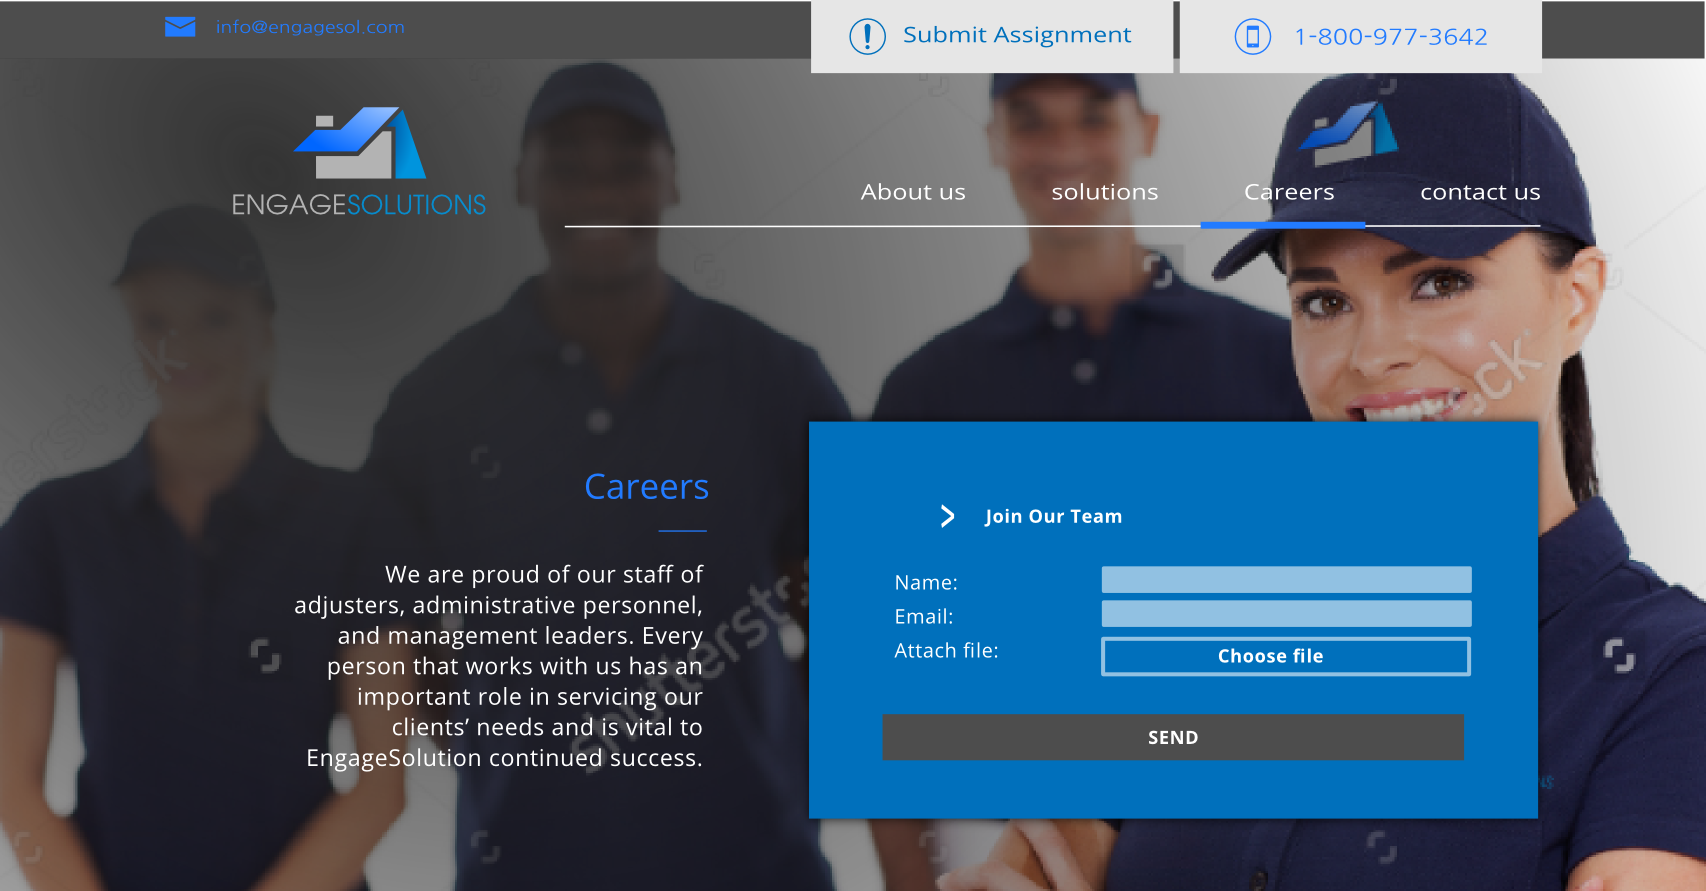 info@engagesol.com
Submit Assignment
1-800-977-3642
ENGAGESOLUTIONS
About us
solutions
Careers
contact us
Careers
We are proud of our staff of
adjusters, administrative personnel,
and management leaders. Every
person that works with us has an
important role in servicing our
clients’ needs and is vital to
EngageSolution continued success.
Join Our Team
Name:
Email:
Attach file:
Choose file
SEND
shutterst